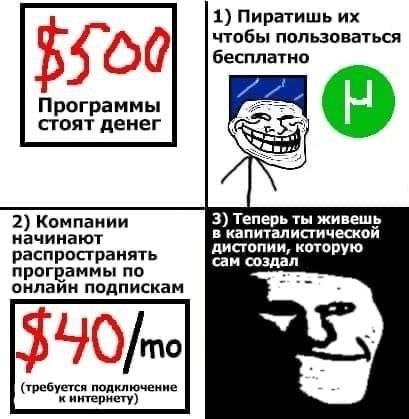 $500
Программы
стоят денег
1) Пиратишь их
чтобы пользоваться
бесплатно
µ
2) Компании
начинают
распространять
программы по
онлайн подпискам
$40/mo
(требуется подключение
к интернету)
3) Теперь ты живешь
в капиталистической
дистопии, которую
сам создал